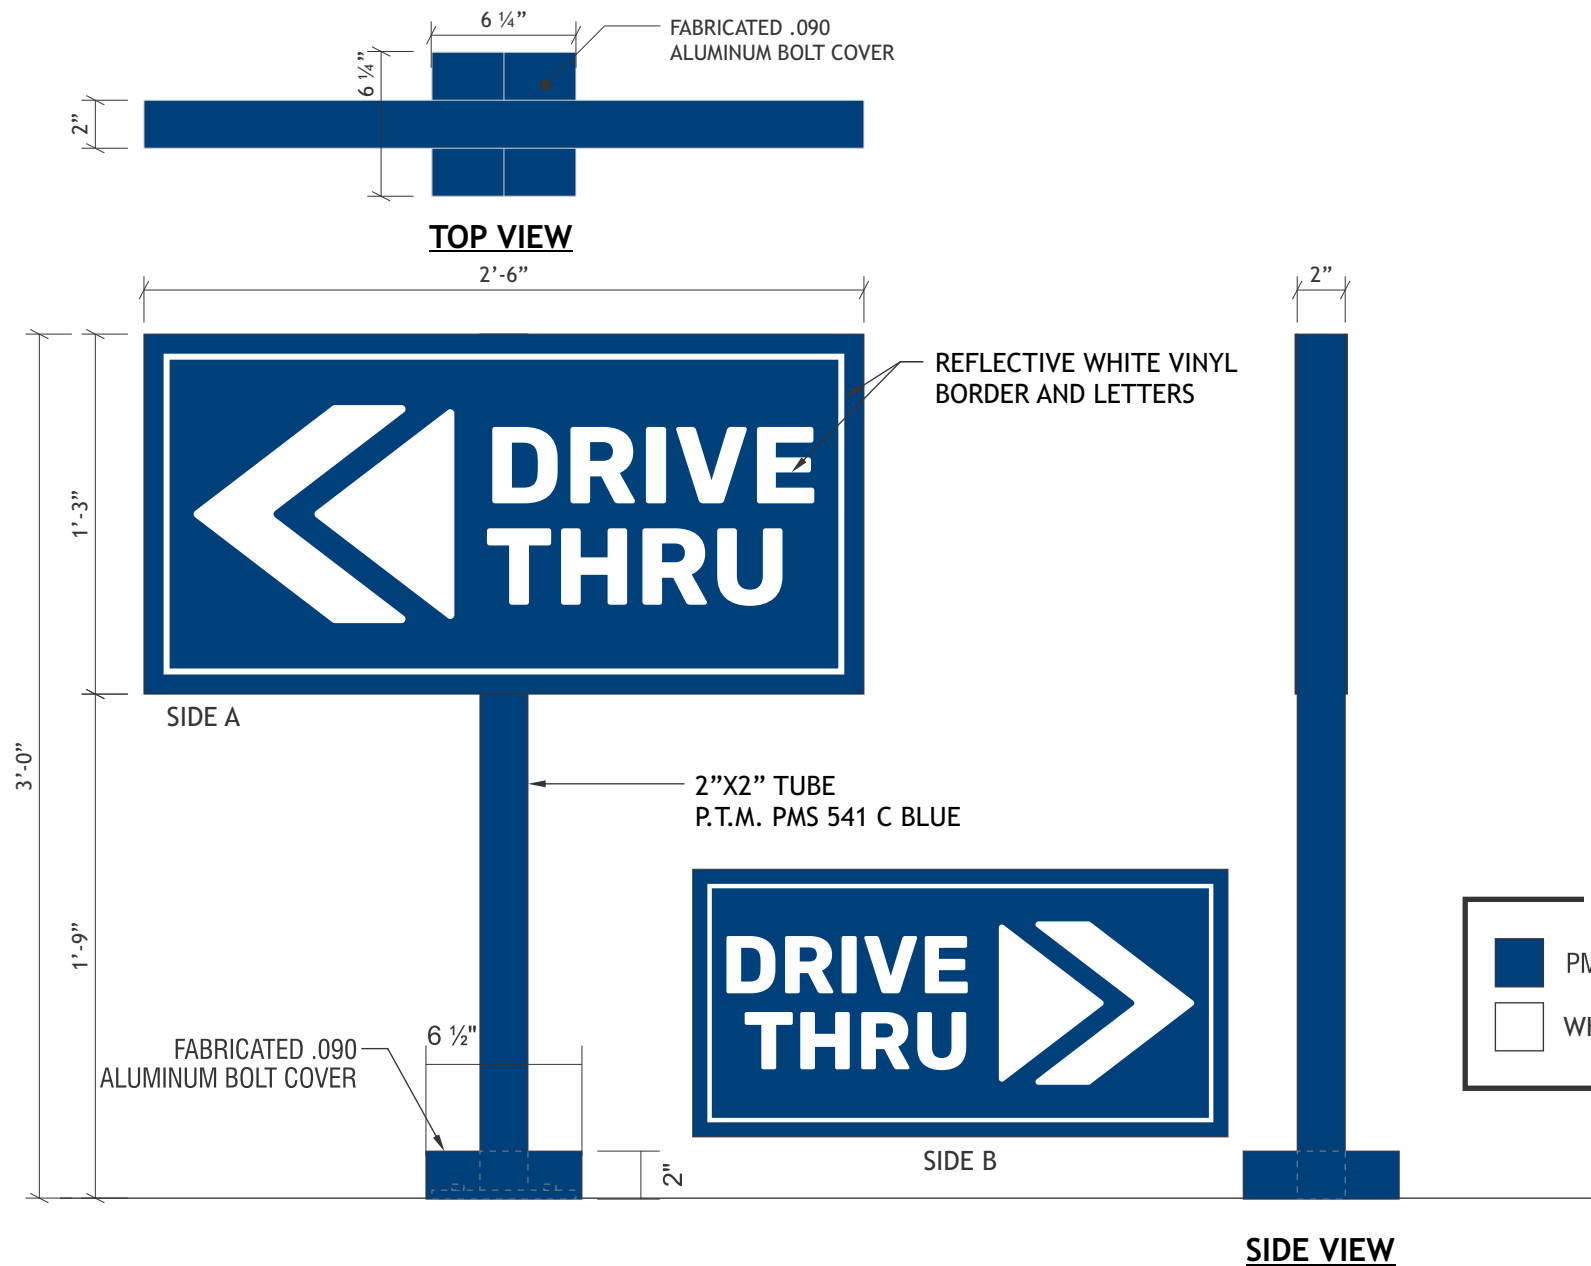 6 ¼”
FABRICATED .090
ALUMINUM BOLT COVER
6 ¼”
2”
TOP VIEW
2’-6”
2”
REFLECTIVE WHITE VINYL
BORDER AND LETTERS
DRIVE
THRU
1’-3”
SIDE A
3’-0”
2”X2” TUBE
P.T.M. PMS 541 C BLUE
1’-9”
DRIVE
THRU
SIDE B
6 ½"
FABRICATED .090
ALUMINUM BOLT COVER
2"
SIDE VIEW